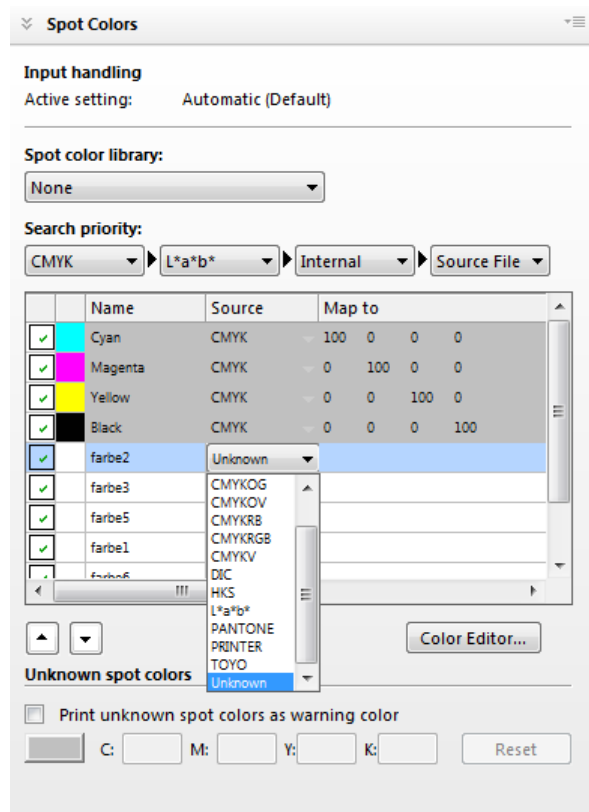 Spot Colors
Input handling
Active setting: Automatic (Default)
Spot color library:
None
Search priority:
CMYK L*a*b* Internal Source File
Name Source Map to
Cyan CMYK 100 0 0 0
Magenta CMYK 0 100 0 0
Yellow CMYK 0 0 100 0
Black CMYK 0 0 0 100
farbe2 Unknown
farbe3
farbe5
farbe1
farbe6
CMYKOG
CMYKOV
CMYKRB
CMYKRGB
CMYKV
DIC
HKS
L*a*b*
PANTONE
PRINTER
TOYO
Unknown
Color Editor...
Unknown spot colors
Print unknown spot colors as warning color
C: M: Y: K: Reset